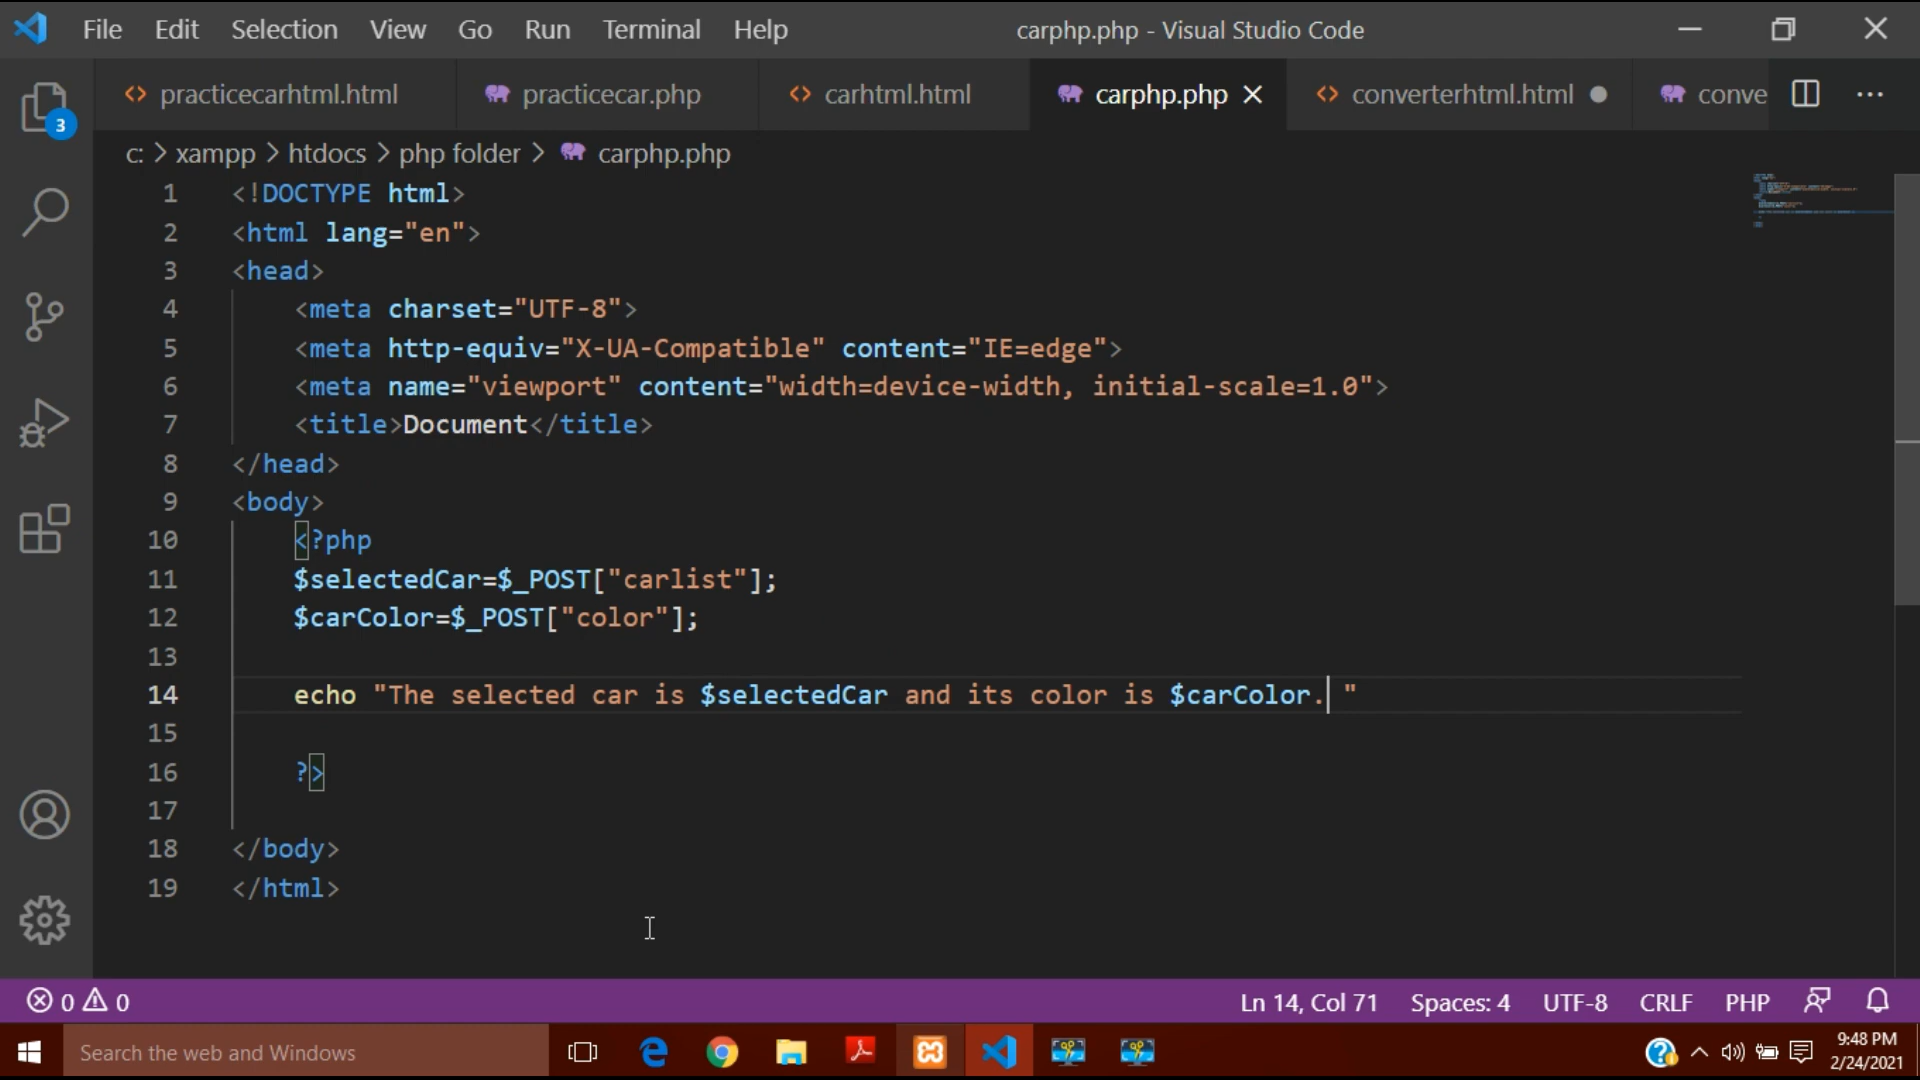 File Edit Selection View Go Run Terminal Help carphp.php - Visual Studio Code
practicecarhtml.html practicecar.php carhtml.html carphp.php converterhtml.html conve
3
c: > xampp > htdocs > php folder > carphp.php
1 <!DOCTYPE html>
2 <html lang="en">
3 <head>
4 <meta charset="UTF-8">
5 <meta http-equiv="X-UA-Compatible" content="IE=edge">
6 <meta name="viewport" content="width=device-width, initial-scale=1.0">
7 <title>Document</title>
8 </head>
9 <body>
10 <?php
11 $selectedCar=$_POST["carlist"];
12 $carColor=$_POST["color"];
13
14 echo "The selected car is $selectedCar and its color is $carColor. "
15
16 ?>
17
18 </body>
19 </html>
0 0 Ln 14, Col 71 Spaces: 4 UTF-8 CRLF PHP
Search the web and Windows
9:48 PM
2/24/2021